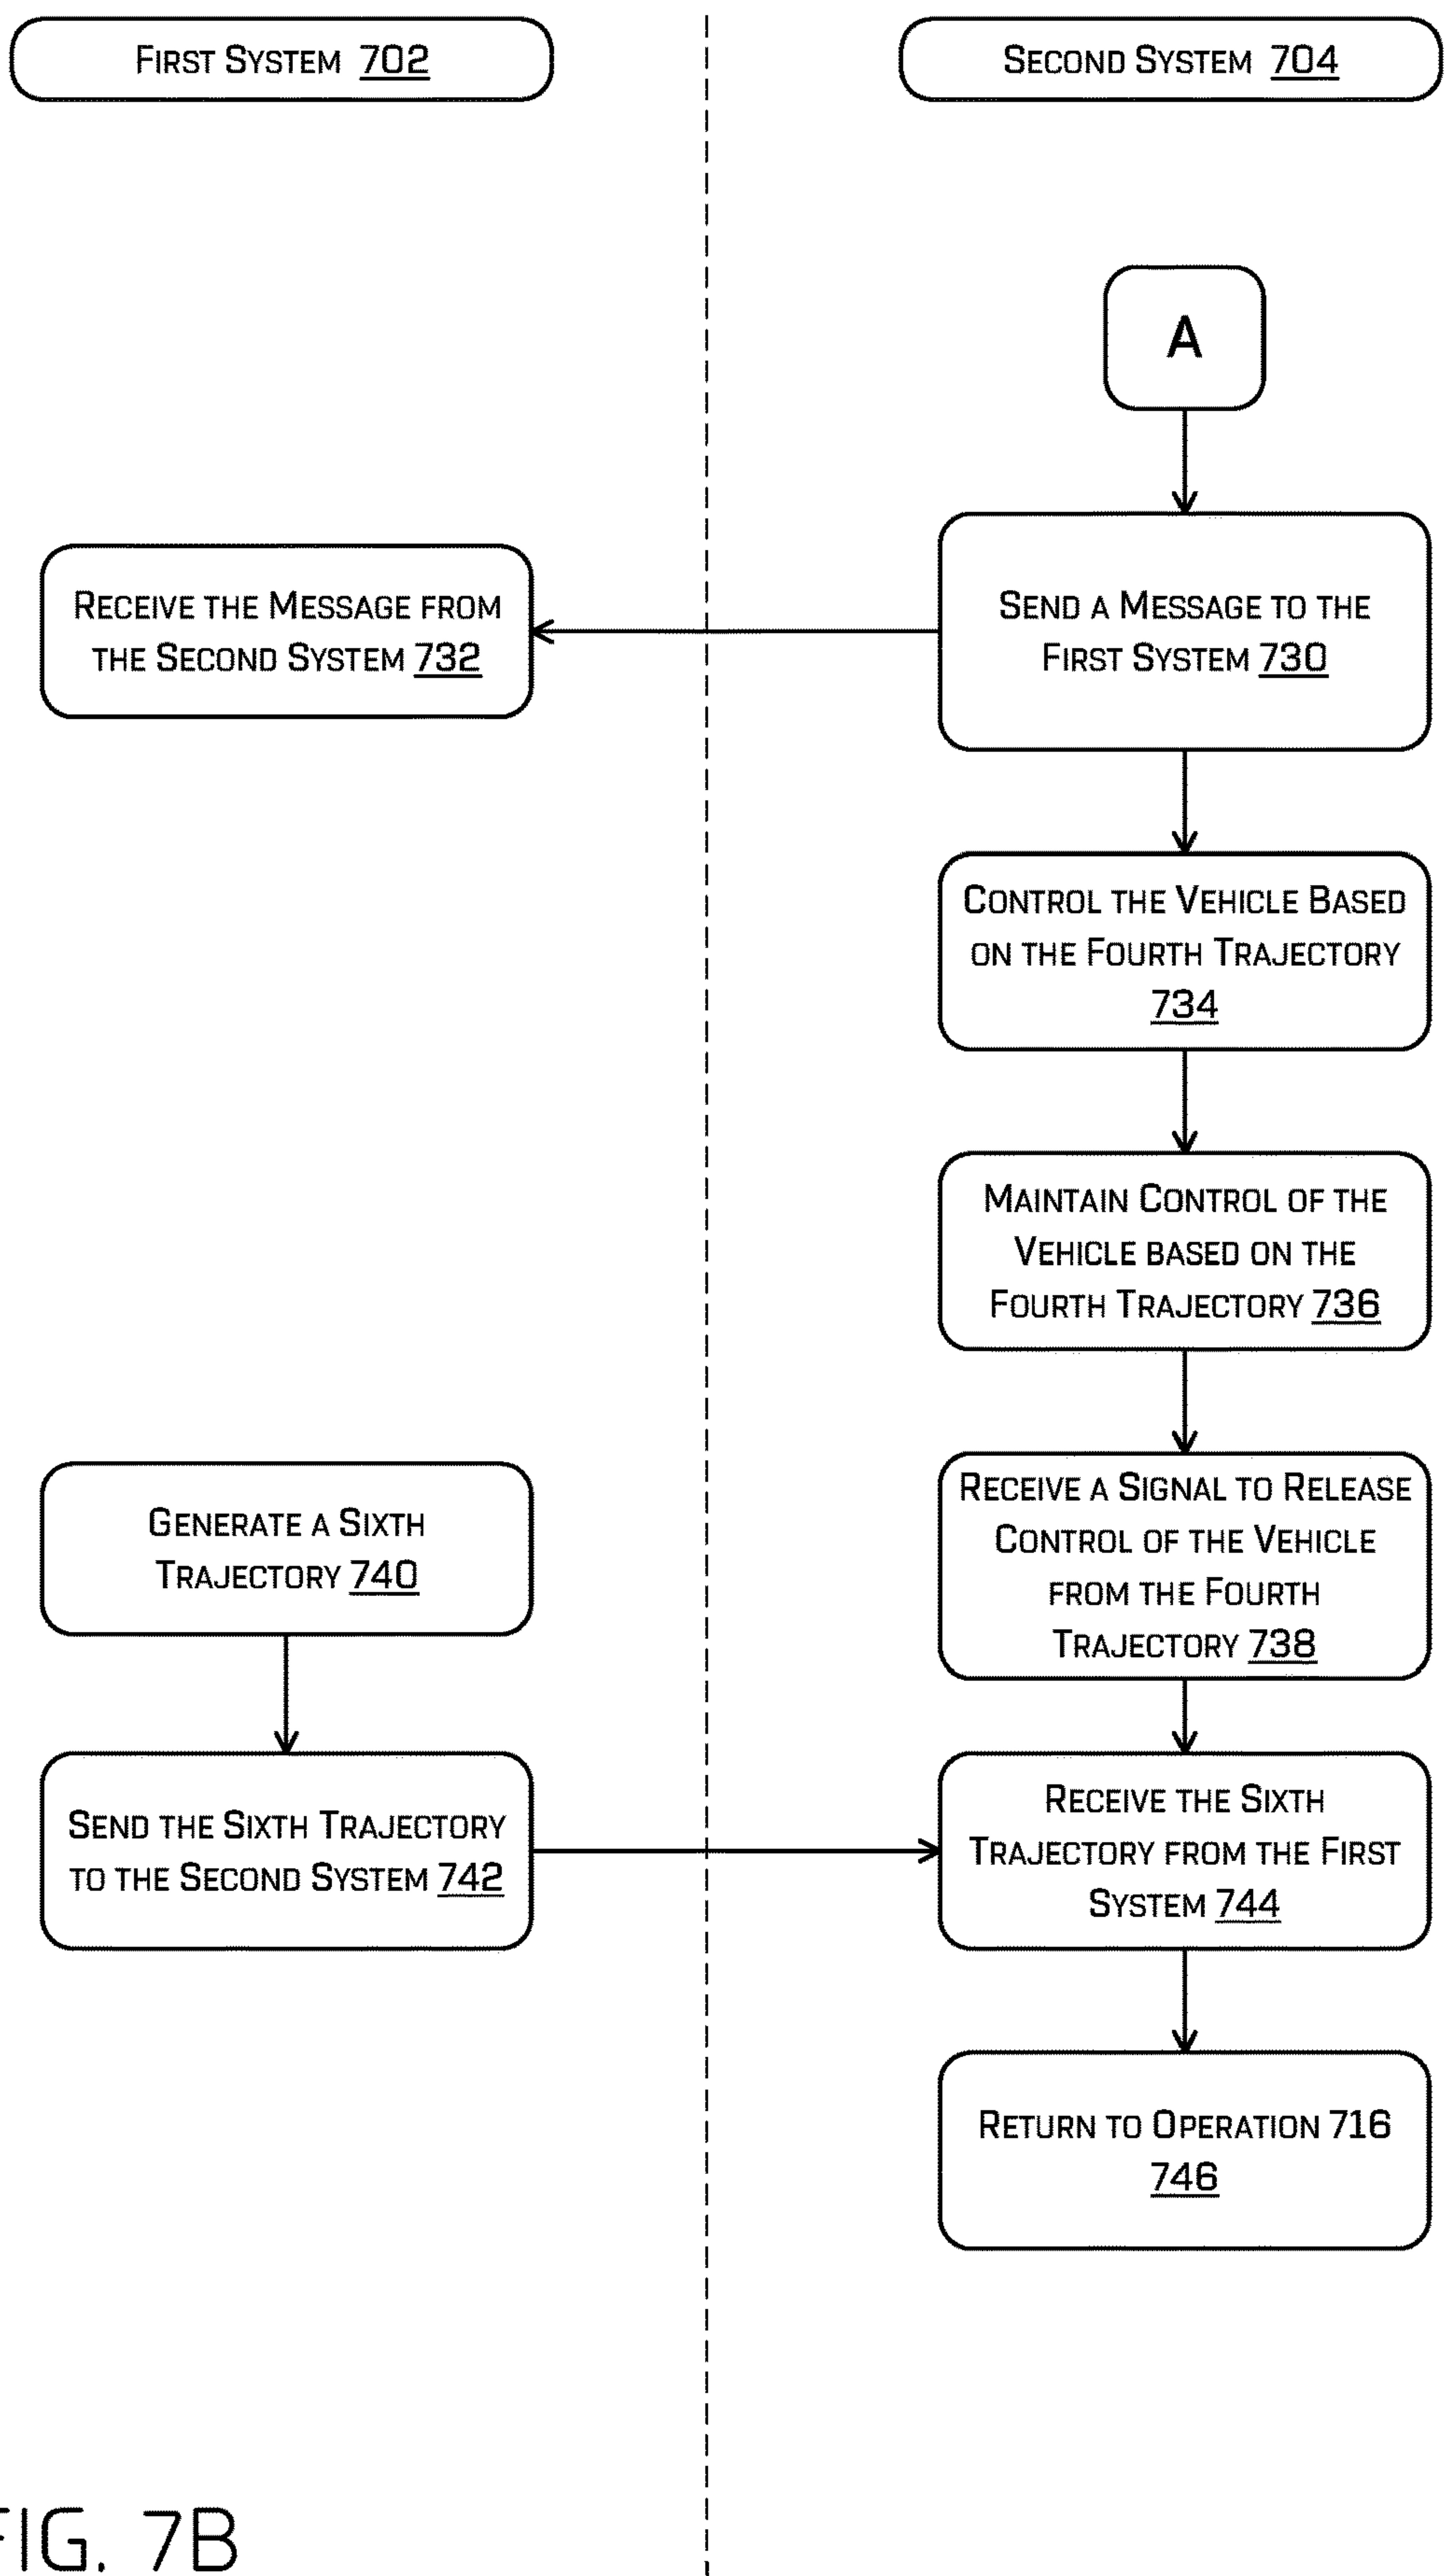 FIRST SYSTEM 702
SECOND SYSTEM 704
A
RECEIVE THE MESSAGE FROM
THE SECOND SYSTEM 732
SEND A MESSAGE TO THE
FIRST SYSTEM 730
CONTROL THE VEHICLE BASED
ON THE FOURTH TRAJECTORY
734
MAINTAIN CONTROL OF THE
VEHICLE BASED ON THE
FOURTH TRAJECTORY 736
GENERATE A SIXTH
TRAJECTORY 740
RECEIVE A SIGNAL TO RELEASE
CONTROL OF THE VEHICLE
FROM THE FOURTH
TRAJECTORY 738
SEND THE SIXTH TRAJECTORY
TO THE SECOND SYSTEM 742
RECEIVE THE SIXTH
TRAJECTORY FROM THE FIRST
SYSTEM 744
RETURN TO OPERATION 716
746
FIG. 7B